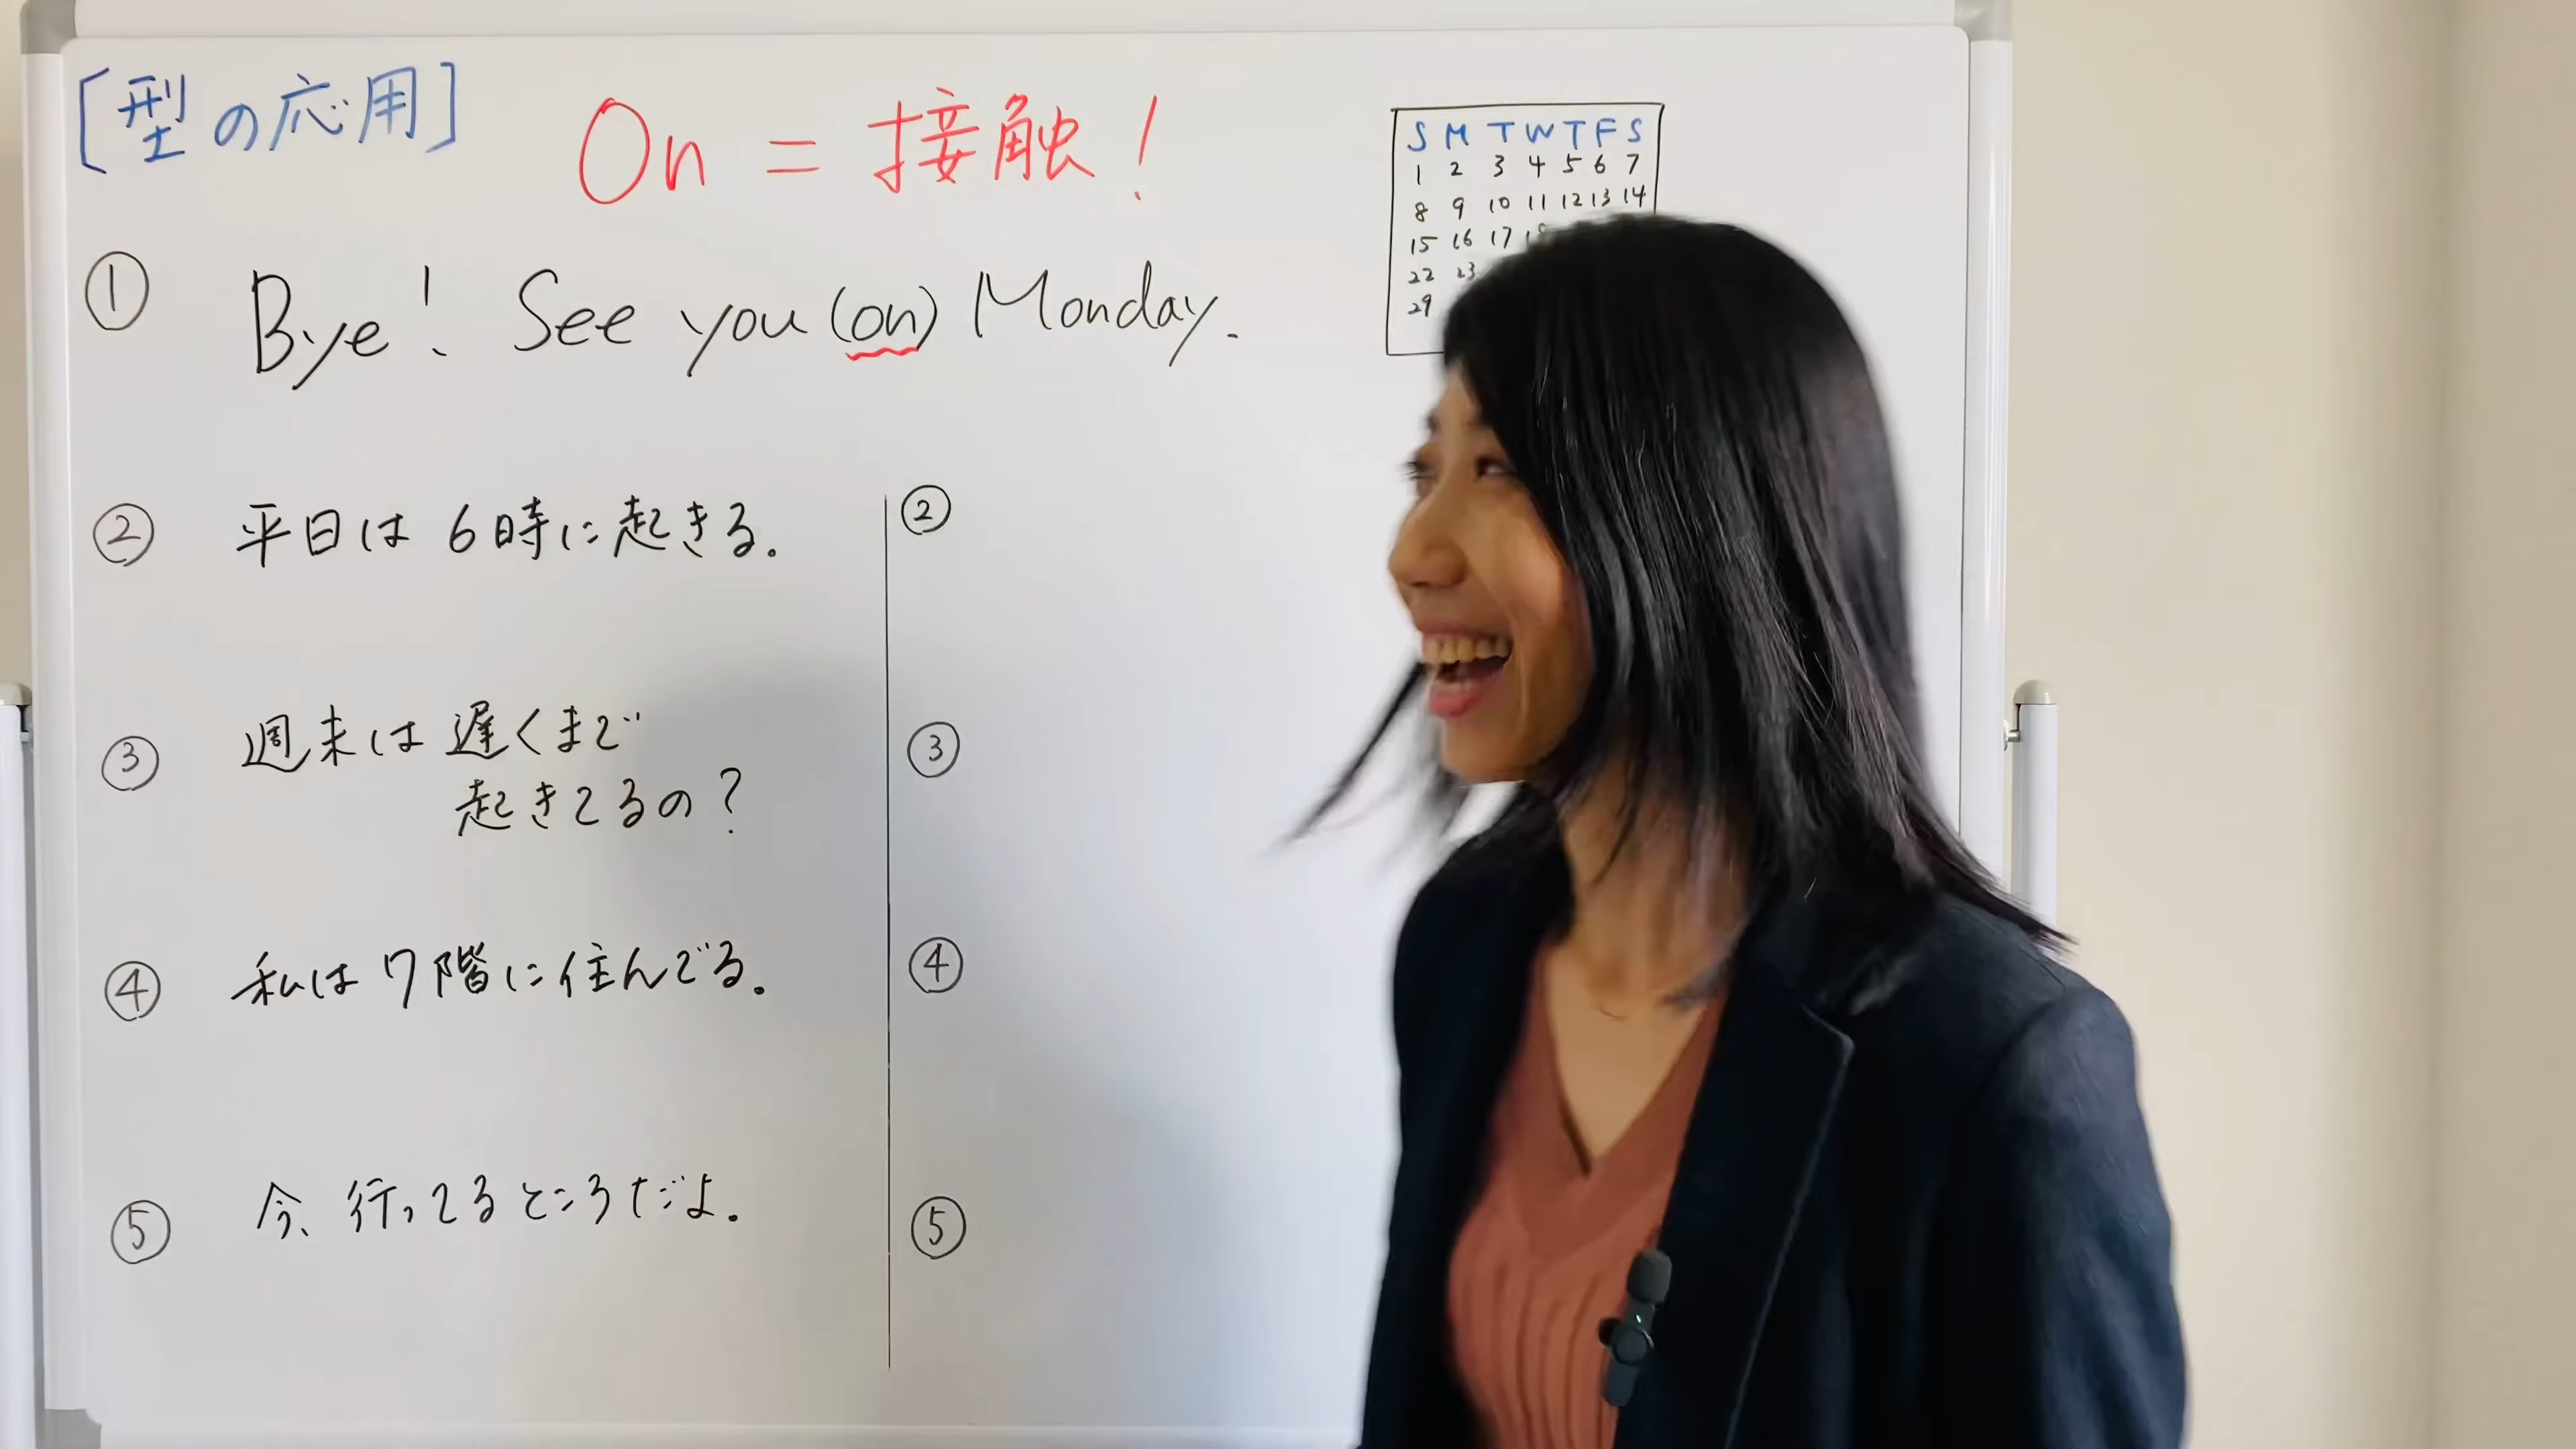 [型の応用]
On = 接触！
S M T W T F S
1 2 3 4 5 6 7
8 9 10 11 12 13 14
15 16 17
22 23
29
① Bye! See you (on) Monday.
② 平日は6時に起きる。
③ 週末は遅くまで
起きてるの？
④ 私は7階に住んでる。
⑤ 今、行ってるところだよ。
②
③
④
⑤